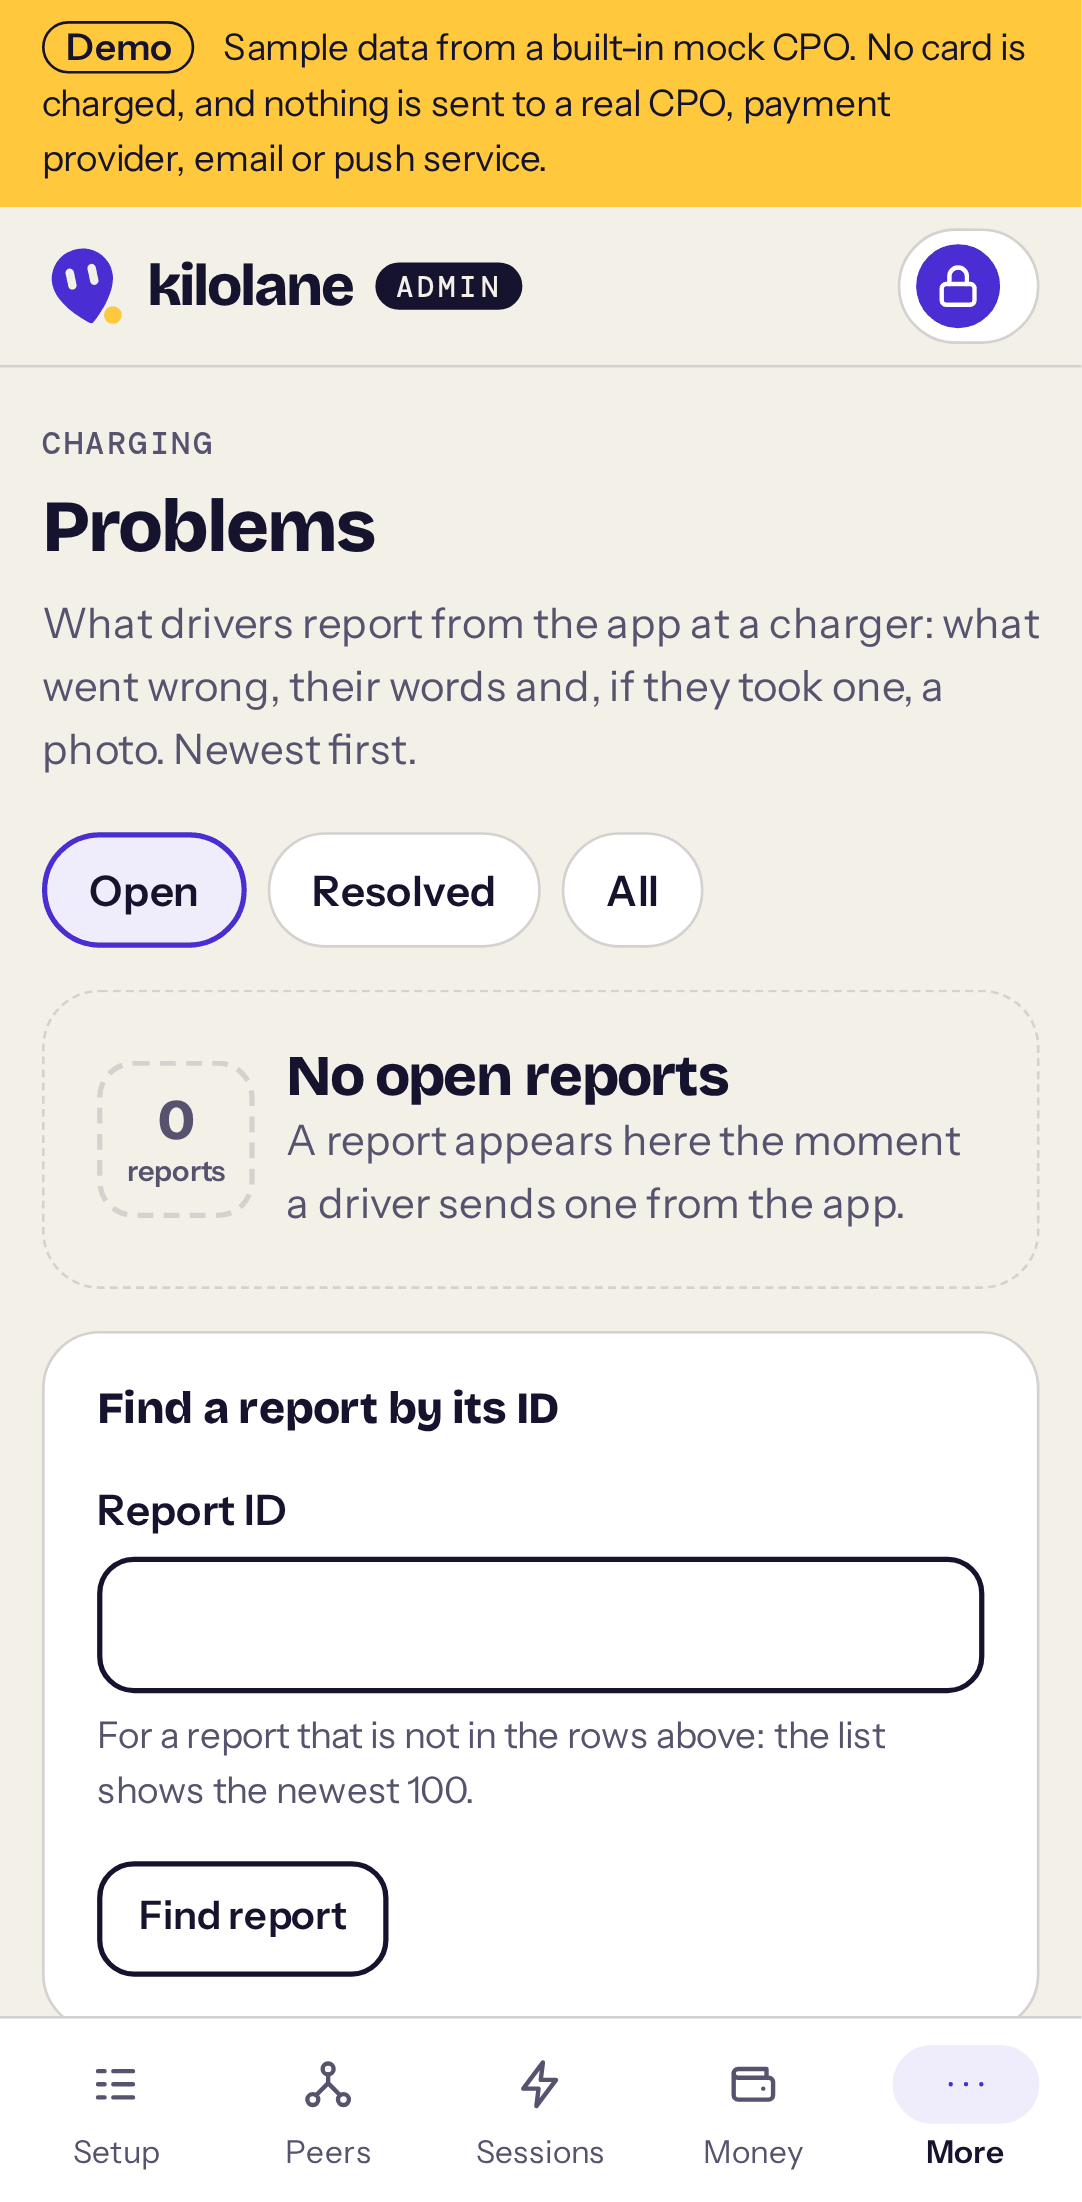 Demo Sample data from a built-in mock CPO. No card is
charged, and nothing is sent to a real CPO, payment
provider, email or push service.
kilolane ADMIN
CHARGING
Problems
What drivers report from the app at a charger: what
went wrong, their words and, if they took one, a
photo. Newest first.
Open Resolved All
0
reports
No open reports
A report appears here the moment
a driver sends one from the app.
Find a report by its ID
Report ID
For a report that is not in the rows above: the list
shows the newest 100.
Find report
Setup Peers Sessions Money More